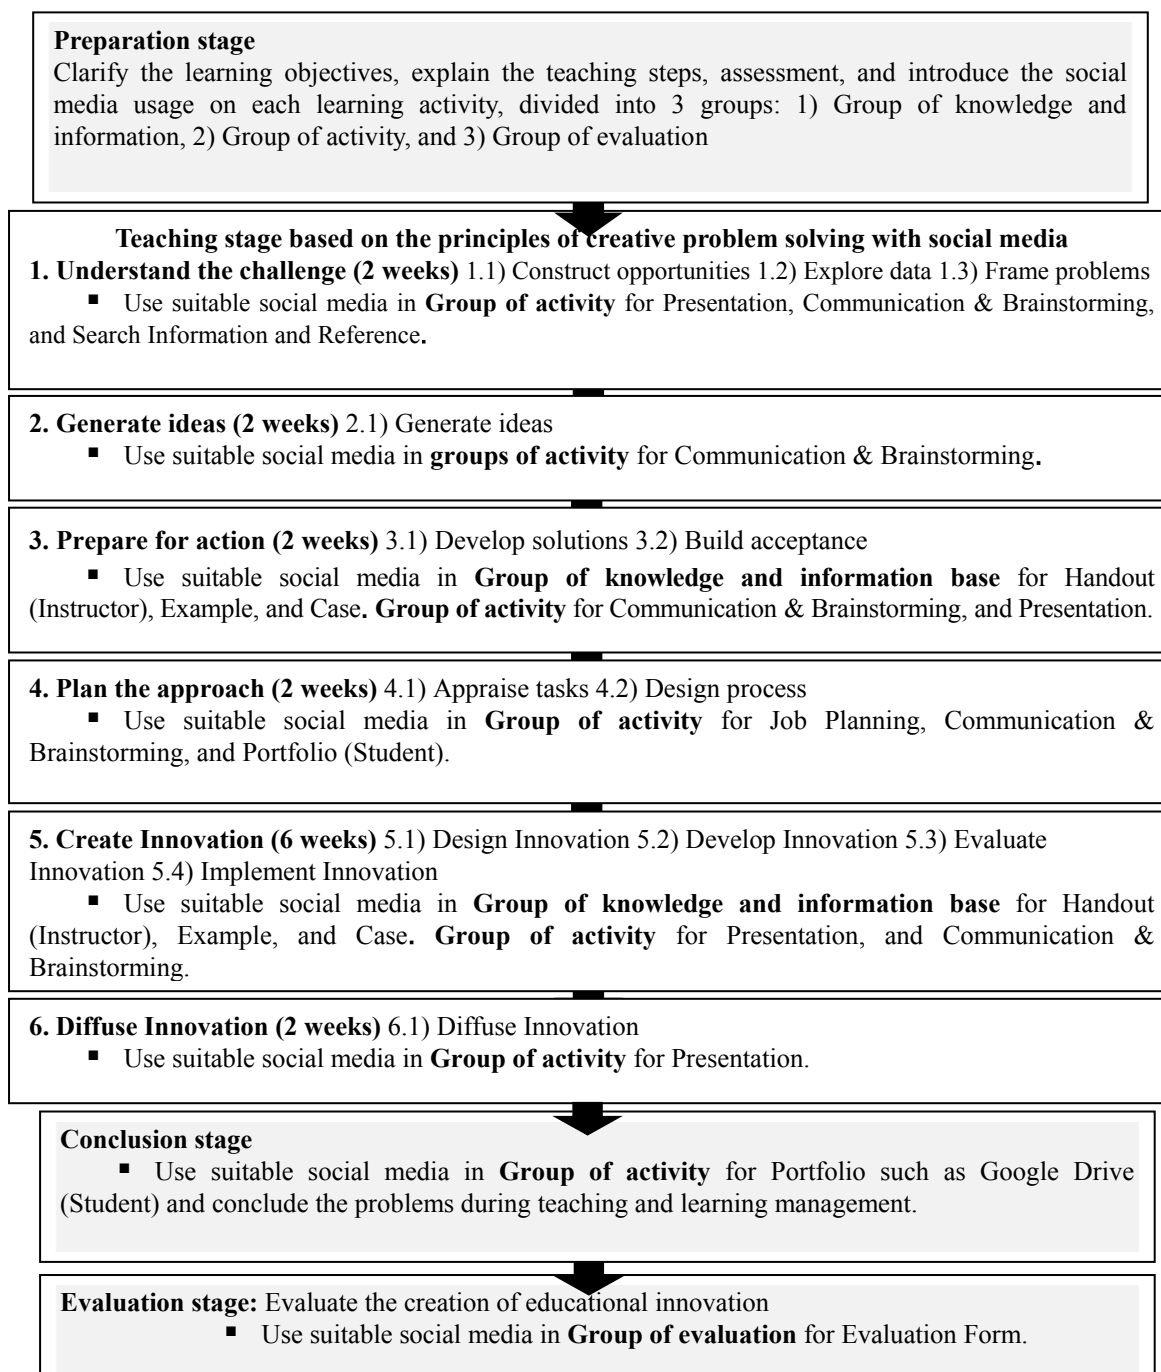 Preparation stage
Clarify the learning objectives, explain the teaching steps, assessment, and introduce the social
media usage on each learning activity, divided into 3 groups: 1) Group of knowledge and
information, 2) Group of activity, and 3) Group of evaluation
Teaching stage based on the principles of creative problem solving with social media
1. Understand the challenge (2 weeks) 1.1) Construct opportunities 1.2) Explore data 1.3) Frame problems
▪ Use suitable social media in Group of activity for Presentation, Communication & Brainstorming,
and Search Information and Reference.
2. Generate ideas (2 weeks) 2.1) Generate ideas
▪ Use suitable social media in groups of activity for Communication & Brainstorming.
3. Prepare for action (2 weeks) 3.1) Develop solutions 3.2) Build acceptance
▪ Use suitable social media in Group of knowledge and information base for Handout
(Instructor), Example, and Case. Group of activity for Communication & Brainstorming, and Presentation.
4. Plan the approach (2 weeks) 4.1) Appraise tasks 4.2) Design process
▪ Use suitable social media in Group of activity for Job Planning, Communication &
Brainstorming, and Portfolio (Student).
5. Create Innovation (6 weeks) 5.1) Design Innovation 5.2) Develop Innovation 5.3) Evaluate
Innovation 5.4) Implement Innovation
▪ Use suitable social media in Group of knowledge and information base for Handout
(Instructor), Example, and Case. Group of activity for Presentation, and Communication &
Brainstorming.
6. Diffuse Innovation (2 weeks) 6.1) Diffuse Innovation
▪ Use suitable social media in Group of activity for Presentation.
Conclusion stage
▪ Use suitable social media in Group of activity for Portfolio such as Google Drive
(Student) and conclude the problems during teaching and learning management.
Evaluation stage: Evaluate the creation of educational innovation
▪ Use suitable social media in Group of evaluation for Evaluation Form.